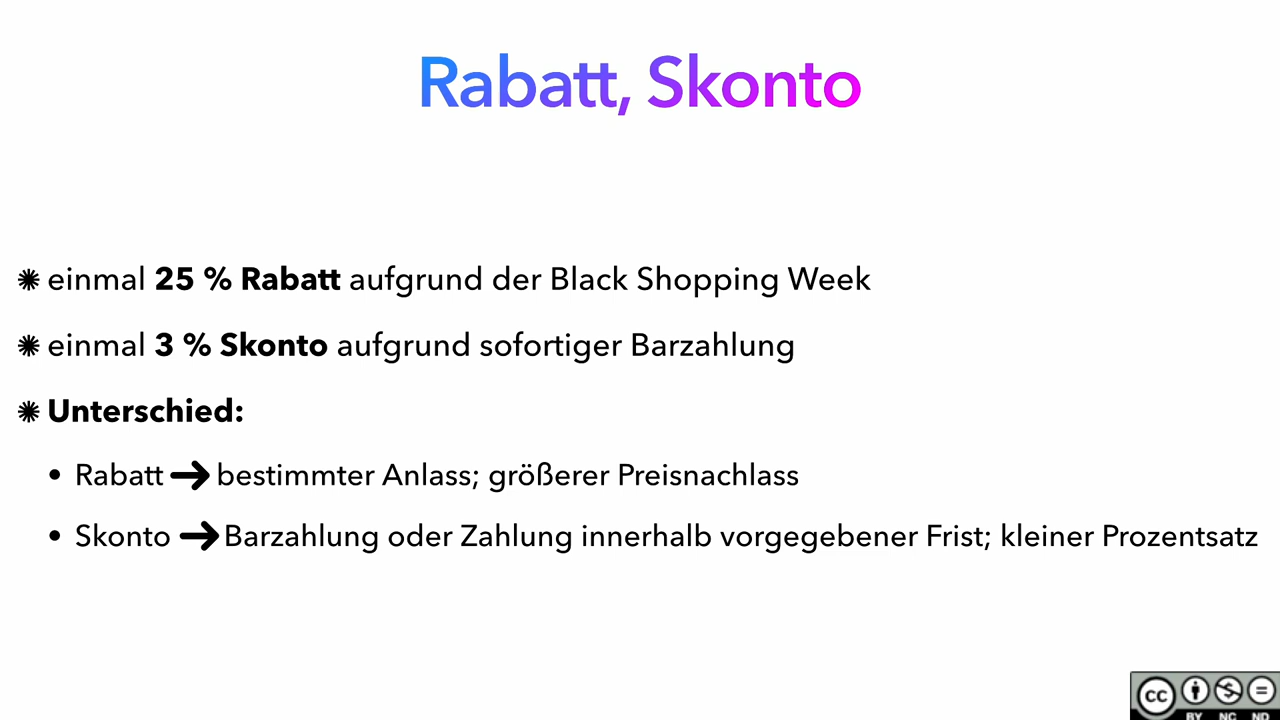 Rabatt, Skonto
✺ einmal 25 % Rabatt aufgrund der Black Shopping Week
✺ einmal 3 % Skonto aufgrund sofortiger Barzahlung
✺ Unterschied:
• Rabatt ➜ bestimmter Anlass; größerer Preisnachlass
• Skonto ➜ Barzahlung oder Zahlung innerhalb vorgegebener Frist; kleiner Prozentsatz
cc
BY NC ND